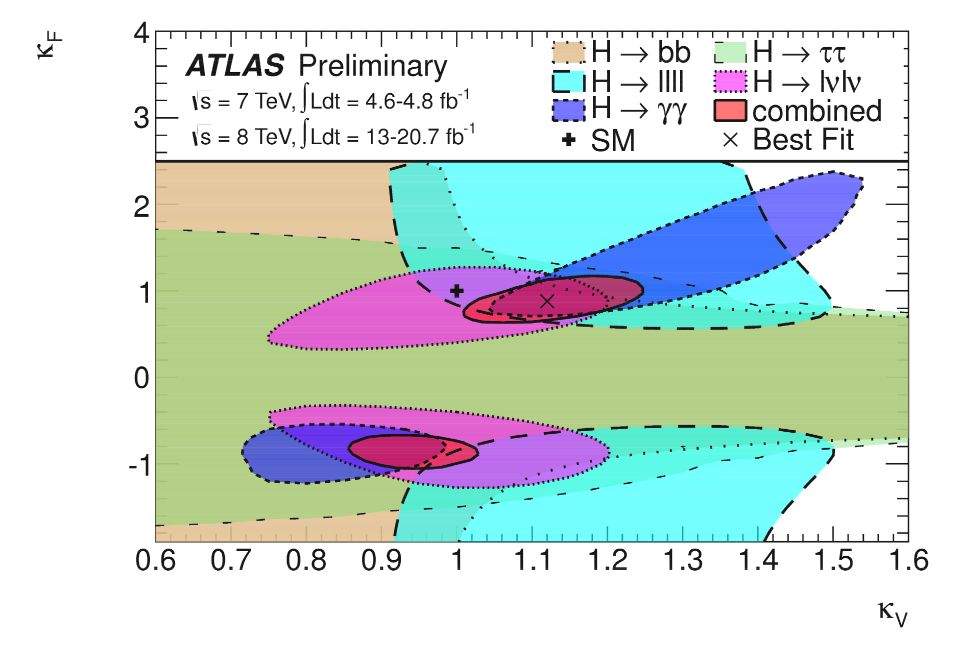 κF
4
3
2
1
0
-1
ATLAS Preliminary
√s = 7 TeV, ∫Ldt = 4.6-4.8 fb-1
√s = 8 TeV, ∫Ldt = 13-20.7 fb-1
H → bb
H → ττ
H → llll
H → lνlν
H → γγ
combined
SM
Best Fit
0.6 0.7 0.8 0.9 1 1.1 1.2 1.3 1.4 1.5 1.6
κV